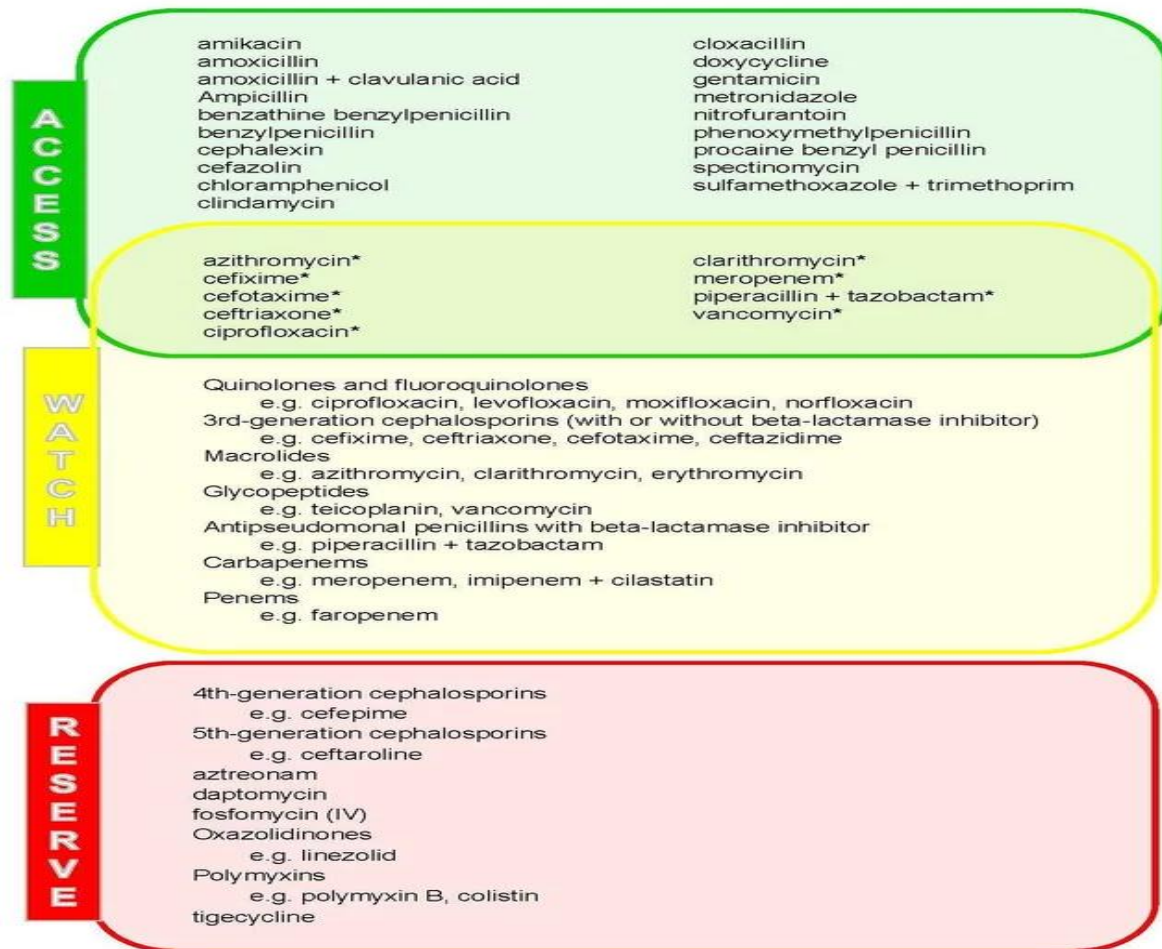 ACCESS
amikacin
amoxicillin
amoxicillin + clavulanic acid
Ampicillin
benzathine benzylpenicillin
benzylpenicillin
cephalexin
cefazolin
chloramphenicol
clindamycin
cloxacillin
doxycycline
gentamicin
metronidazole
nitrofurantoin
phenoxymethylpenicillin
procaine benzyl penicillin
spectinomycin
sulfamethoxazole + trimethoprim
azithromycin*
cefixime*
cefotaxime*
ceftriaxone*
ciprofloxacin*
clarithromycin*
meropenem*
piperacillin + tazobactam*
vancomycin*
WATCH
Quinolones and fluoroquinolones
e.g. ciprofloxacin, levofloxacin, moxifloxacin, norfloxacin
3rd-generation cephalosporins (with or without beta-lactamase inhibitor)
e.g. cefixime, ceftriaxone, cefotaxime, ceftazidime
Macrolides
e.g. azithromycin, clarithromycin, erythromycin
Glycopeptides
e.g. teicoplanin, vancomycin
Antipseudomonal penicillins with beta-lactamase inhibitor
e.g. piperacillin + tazobactam
Carbapenems
e.g. meropenem, imipenem + cilastatin
Penems
e.g. faropenem
RESERVE
4th-generation cephalosporins
e.g. cefepime
5th-generation cephalosporins
e.g. ceftaroline
aztreonam
daptomycin
fosfomycin (IV)
Oxazolidinones
e.g. linezolid
Polymyxins
e.g. polymyxin B, colistin
tigecycline